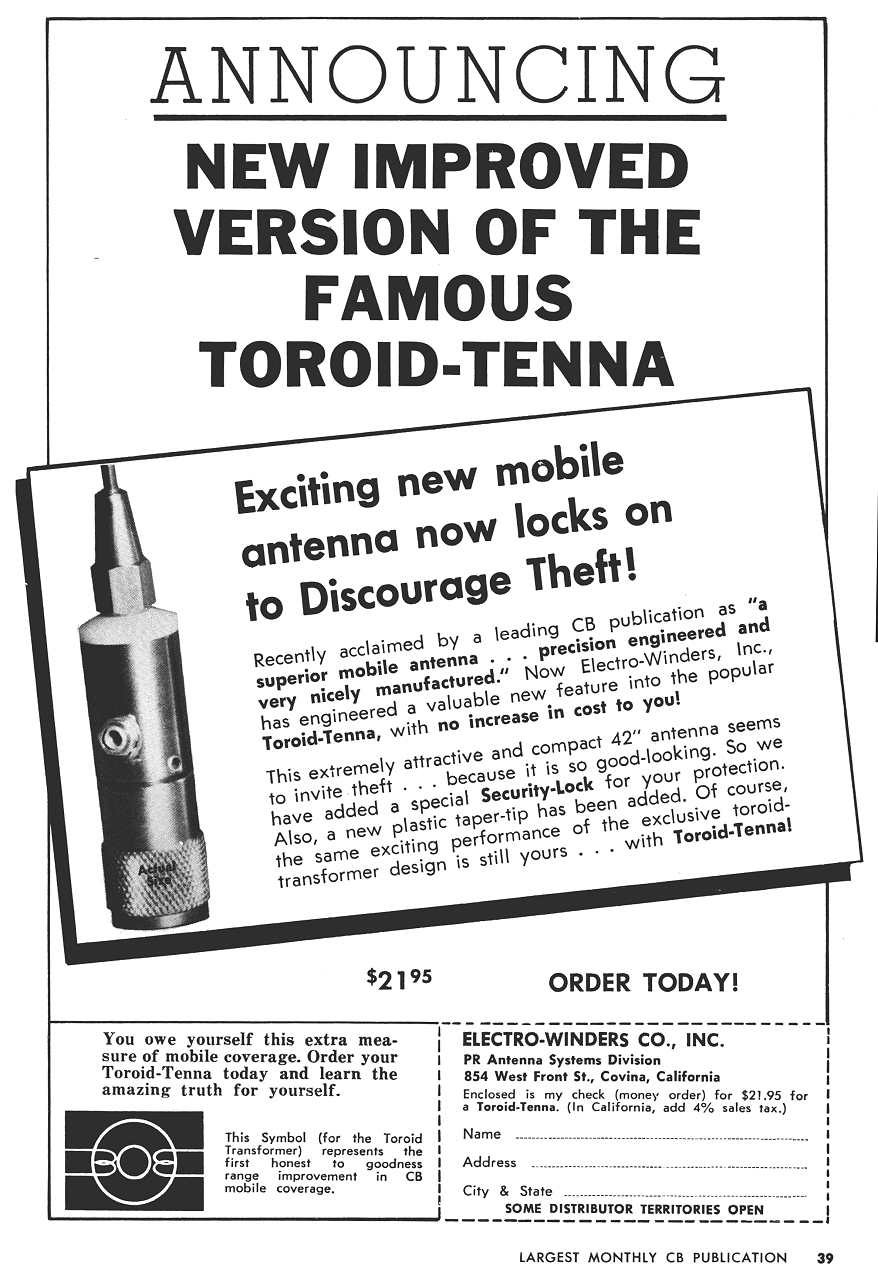 ANNOUNCING
NEW IMPROVED
VERSION OF THE
FAMOUS
TOROID-TENNA
Exciting new mobile
antenna now locks on
to Discourage Theft!
Recently acclaimed by a leading CB publication as "a
superior mobile antenna . . . precision engineered and
very nicely manufactured." Now Electro-Winders, Inc.,
has engineered a valuable new feature into the popular
Toroid-Tenna, with no increase in cost to you!
This extremely attractive and compact 42" antenna seems
to invite theft . . . because it is so good-looking. So we
have added a special Security-Lock for your protection.
Also, a new plastic taper-tip has been added. Of course,
the same exciting performance of the exclusive toroid-
transformer design is still yours . . . with Toroid-Tenna!
Actual
Size
$21 95
ORDER TODAY!
You owe yourself this extra mea-
sure of mobile coverage. Order your
Toroid-Tenna today and learn the
amazing truth for yourself.
This Symbol (for the Toroid
Transformer) represents the
first honest to goodness
range improvement in CB
mobile coverage.
ELECTRO-WINDERS CO., INC.
PR Antenna Systems Division
854 West Front St., Covina, California
Enclosed is my check (money order) for $21.95 for
a Toroid-Tenna. (In California, add 4% sales tax.)
Name
Address
City & State
SOME DISTRIBUTOR TERRITORIES OPEN
LARGEST MONTHLY CB PUBLICATION 39